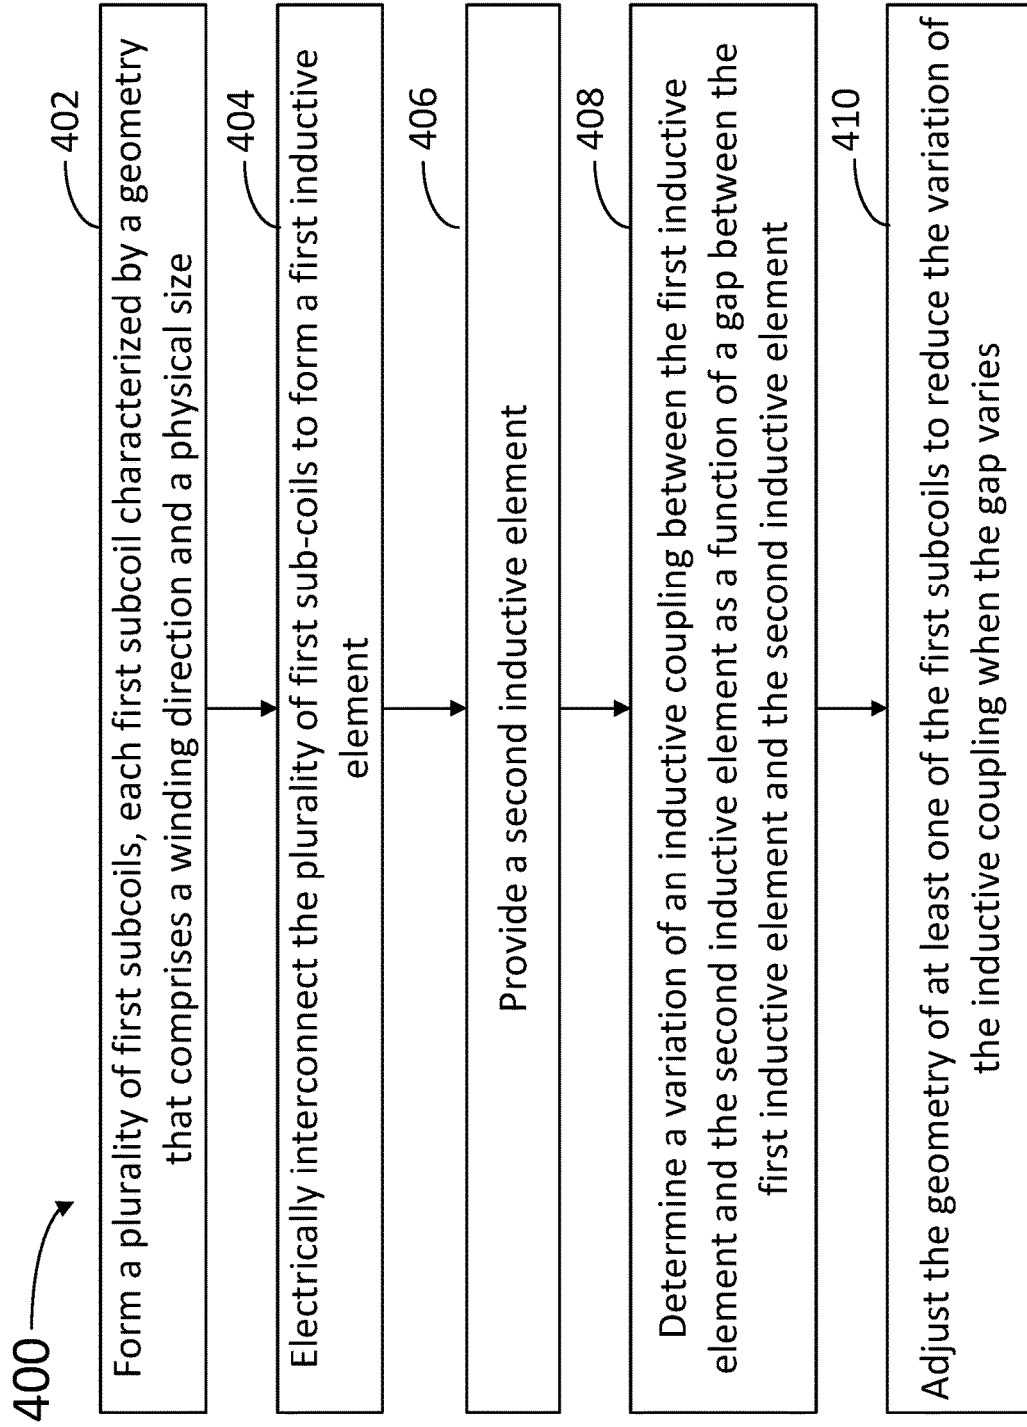 400
402
Form a plurality of first subcoils, each first subcoil characterized by a geometry
that comprises a winding direction and a physical size
404
Electrically interconnect the plurality of first sub-coils to form a first inductive
element
406
Provide a second inductive element
408
Determine a variation of an inductive coupling between the first inductive
element and the second inductive element as a function of a gap between the
first inductive element and the second inductive element
410
Adjust the geometry of at least one of the first subcoils to reduce the variation of
the inductive coupling when the gap varies